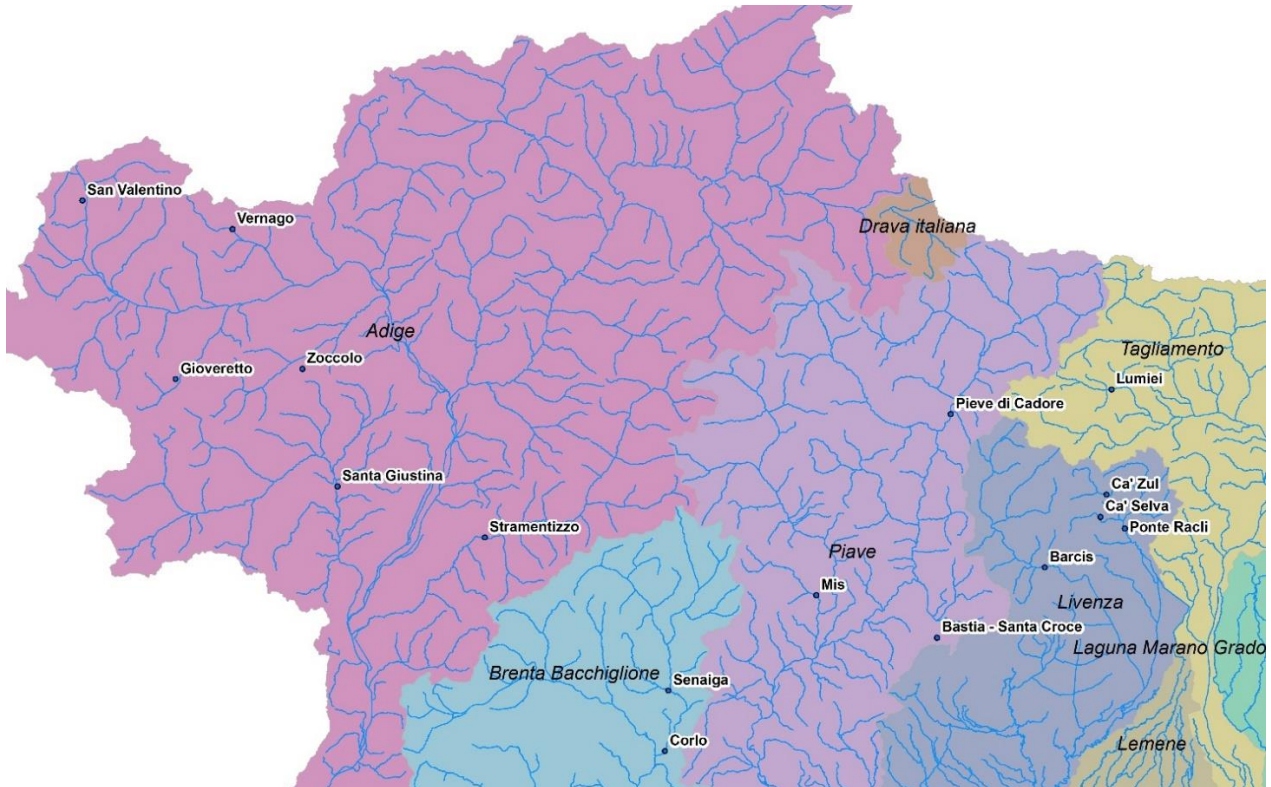 San Valentino
Vernago
Drava italiana
Adige
Tagliamento
Zoccolo
Gioveretto
Lumiei
Pieve di Cadore
Santa Giustina
Ca' Zul
Ca' Selva
Stramentizzo
Ponte Racli
Piave
Barcis
Mis
Livenza
Bastia - Santa Croce
Laguna Marano Grado
Brenta Bacchiglione
Senaiga
Corlo
Lemene